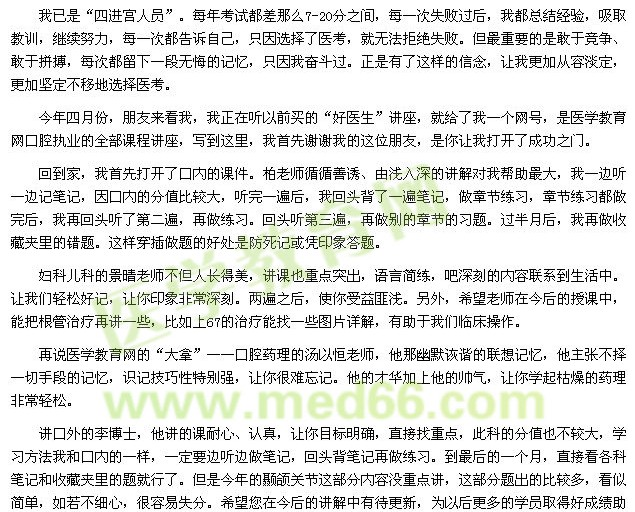 我已是“四进宫人员”。每年考试都差那么7-20分之间，每一次失败过后，我都总结经验，吸取
教训，继续努力，每一次都告诉自己，只因选择了医考，就无法拒绝失败。但最重要的是敢于竞争、
敢于拼搏，每次都留下一段无悔的记忆，只因我奋斗过。正是有了这样的信念，让我更加从容淡定，
更加坚定不移地选择医考。
今年四月份，朋友来看我，我正在听以前买的“好医生”讲座，就给了我一个网号，是医学教育
网口腔执业的全部课程讲座，写到这里，我首先谢谢我的这位朋友，是你让我打开了成功之门。
回到家，我首先打开了口内的课件。柏老师循循善诱、由浅入深的讲解对我帮助最大，我一边听
一边记笔记，因口内的分值比较大，听完一遍后，我回头背了一遍笔记，做章节练习，章节练习都做
完后，我再回头听了第二遍，再做练习。回头听第三遍，再做别的章节的习题。过半月后，我再做收
藏夹里的错题。这样穿插做题的好处是防死记或凭印象答题。
妇科儿科的景晴老师不但人长得美，讲课也重点突出，语言简练，吧深刻的内容联系到生活中。
让我们轻松好记，让你印象非常深刻。两遍之后，使你受益匪浅。另外，希望老师在今后的授课中，
能把根管治疗再讲一些，比如上67的治疗能找一些图片详解，有助于我们临床操作。
再说医学教育网的“大拿”一一口腔药理的汤以恒老师，他那幽默诙谐的联想记忆，他主张不择
一切手段的记忆，识记技巧性特别强，让你很难忘记。他的才华加上他的帅气，让你学起枯燥的药理
非常轻松。
讲口外的李博士，他讲的课耐心、认真，让你目标明确，直接找重点，此科的分值也不较大，学
习方法我和口内的一样，一定要边听边做笔记，回头背笔记再做练习。到最后的一个月，直接看各科
笔记和收藏夹里的题就行了。但是今年的颞颌关节这部分内容没重点讲，这部分题出的比较多，看似
简单，如若不细心，很容易失分。希望您在今后的讲解中有待更新，为以后更多的学员取得好成绩助
医学教育网
www.med66.com